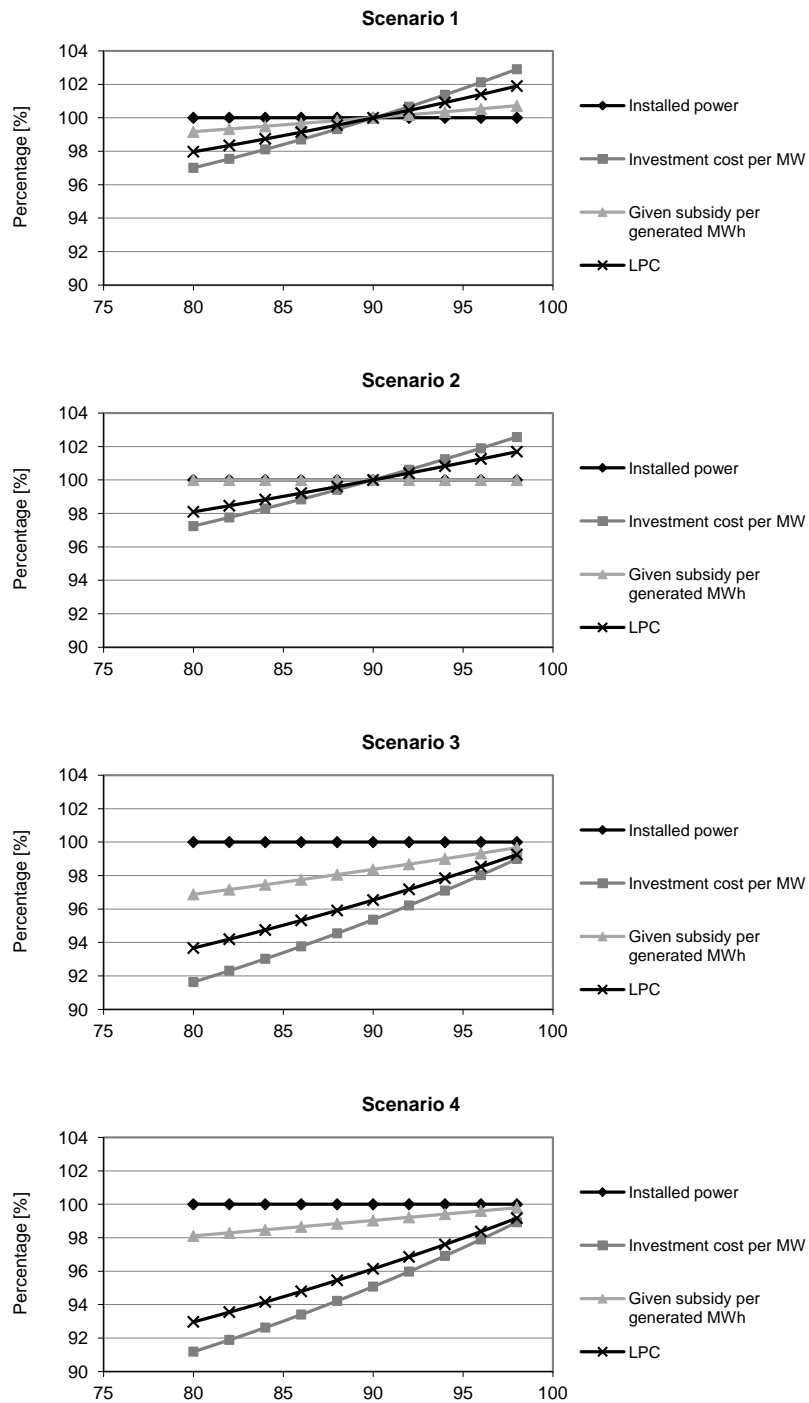 Scenario 1
104
102
100
98
96
94
92
90
Percentage [%]
75 80 85 90 95 100
Installed power
Investment cost per MW
Given subsidy per
generated MWh
LPC
Scenario 2
104
102
100
98
96
94
92
90
Percentage [%]
75 80 85 90 95 100
Installed power
Investment cost per MW
Given subsidy per
generated MWh
LPC
Scenario 3
104
102
100
98
96
94
92
90
Percentage [%]
75 80 85 90 95 100
Installed power
Investment cost per MW
Given subsidy per
generated MWh
LPC
Scenario 4
104
102
100
98
96
94
92
90
Percentage [%]
75 80 85 90 95 100
Installed power
Investment cost per MW
Given subsidy per
generated MWh
LPC